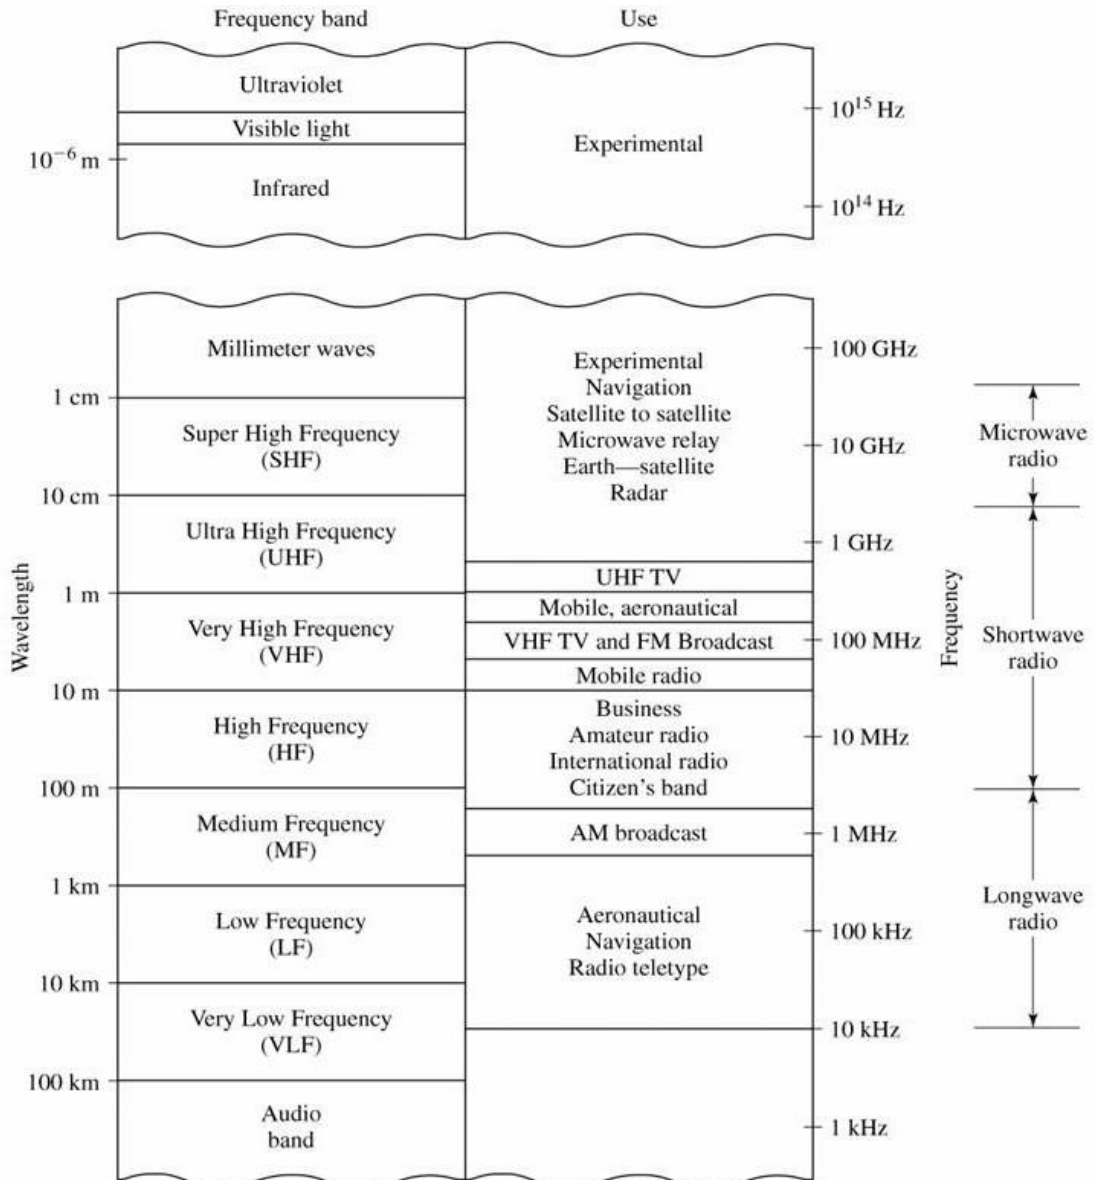 Frequency band
Use
Ultraviolet
10¹⁵ Hz
Visible light
Experimental
10⁻⁶ m
Infrared
10¹⁴ Hz
Millimeter waves
100 GHz
Experimental
Navigation
Satellite to satellite
Microwave relay
Earth—satellite
Radar
1 cm
Super High Frequency
(SHF)
10 GHz
Microwave
radio
10 cm
Ultra High Frequency
(UHF)
1 GHz
UHF TV
Wavelength
1 m
Mobile, aeronautical
Very High Frequency
(VHF)
VHF TV and FM Broadcast
100 MHz
Frequency
Shortwave
radio
Mobile radio
10 m
High Frequency
(HF)
Business
Amateur radio
International radio
Citizen's band
10 MHz
100 m
Medium Frequency
(MF)
AM broadcast
1 MHz
1 km
Low Frequency
(LF)
Aeronautical
Navigation
Radio teletype
100 kHz
Longwave
radio
10 km
Very Low Frequency
(VLF)
10 kHz
100 km
Audio
band
1 kHz